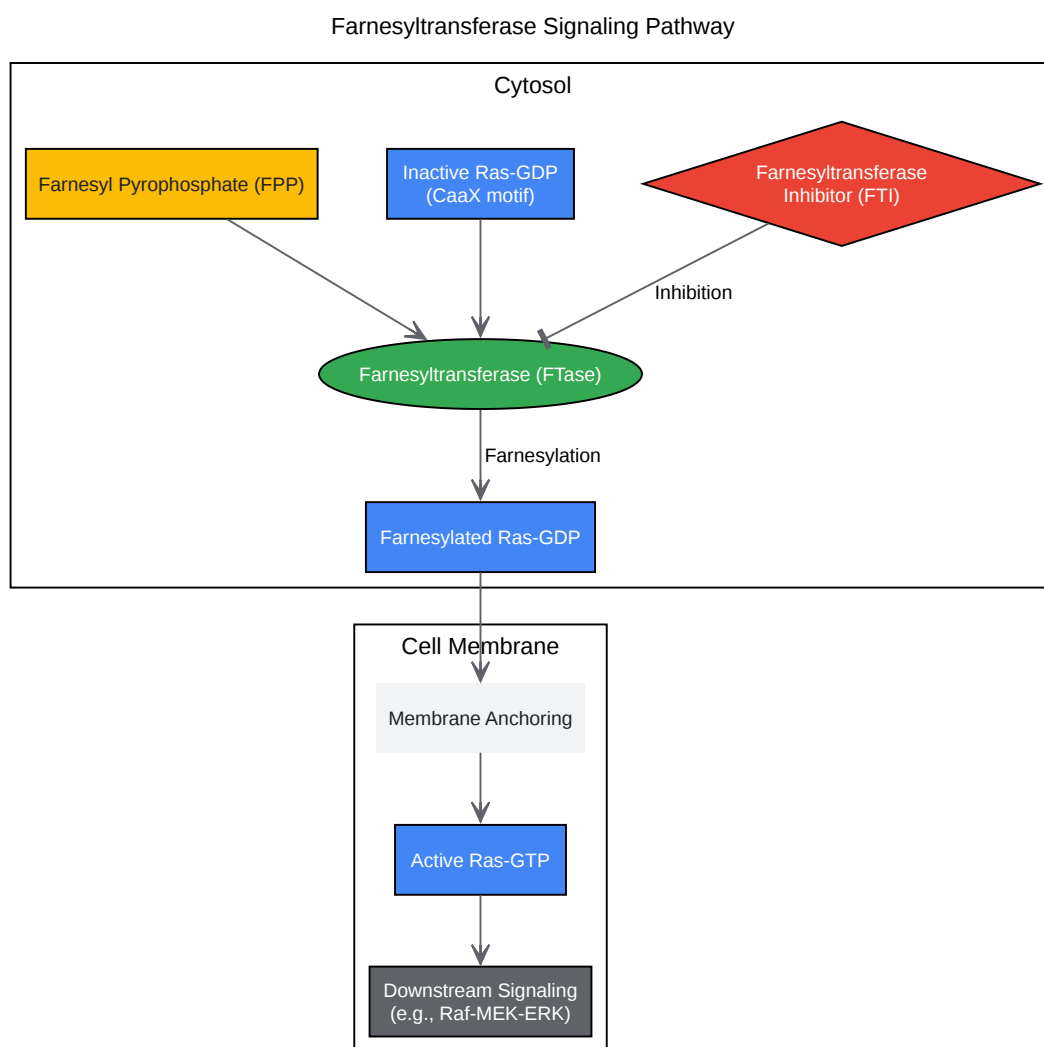 Farnesyltransferase Signaling Pathway
Cytosol
Farnesyl Pyrophosphate (FPP)
Inactive Ras-GDP
(CaaX motif)
Farnesyltransferase
Inhibitor (FTI)
Inhibition
Farnesyltransferase (FTase)
Farnesylation
Farnesylated Ras-GDP
Cell Membrane
Membrane Anchoring
Active Ras-GTP
Downstream Signaling
(e.g., Raf-MEK-ERK)